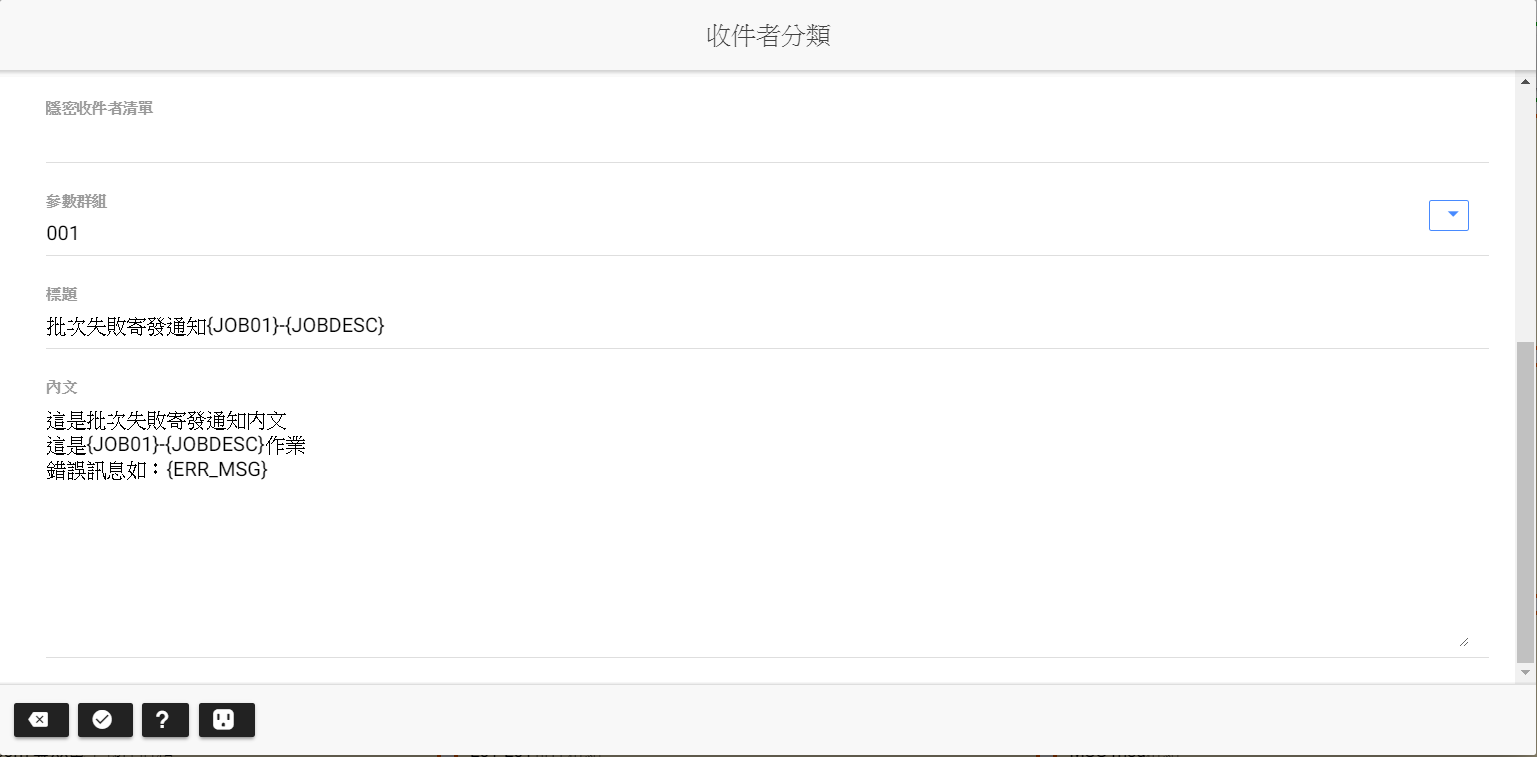 收件者分類
隱密收件者清單
參數群組
001
標題
批次失敗寄發通知{JOB01}-{JOBDESC}
內文
這是批次失敗寄發通知內文
這是{JOB01}-{JOBDESC}作業
錯誤訊息如：{ERR_MSG}